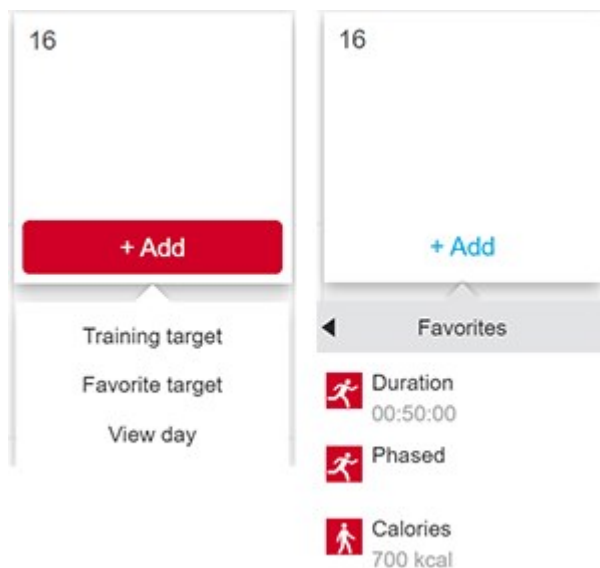 16
+ Add
Training target
Favorite target
View day
16
+ Add
Favorites
Duration
00:50:00
Phased
Calories
700 kcal